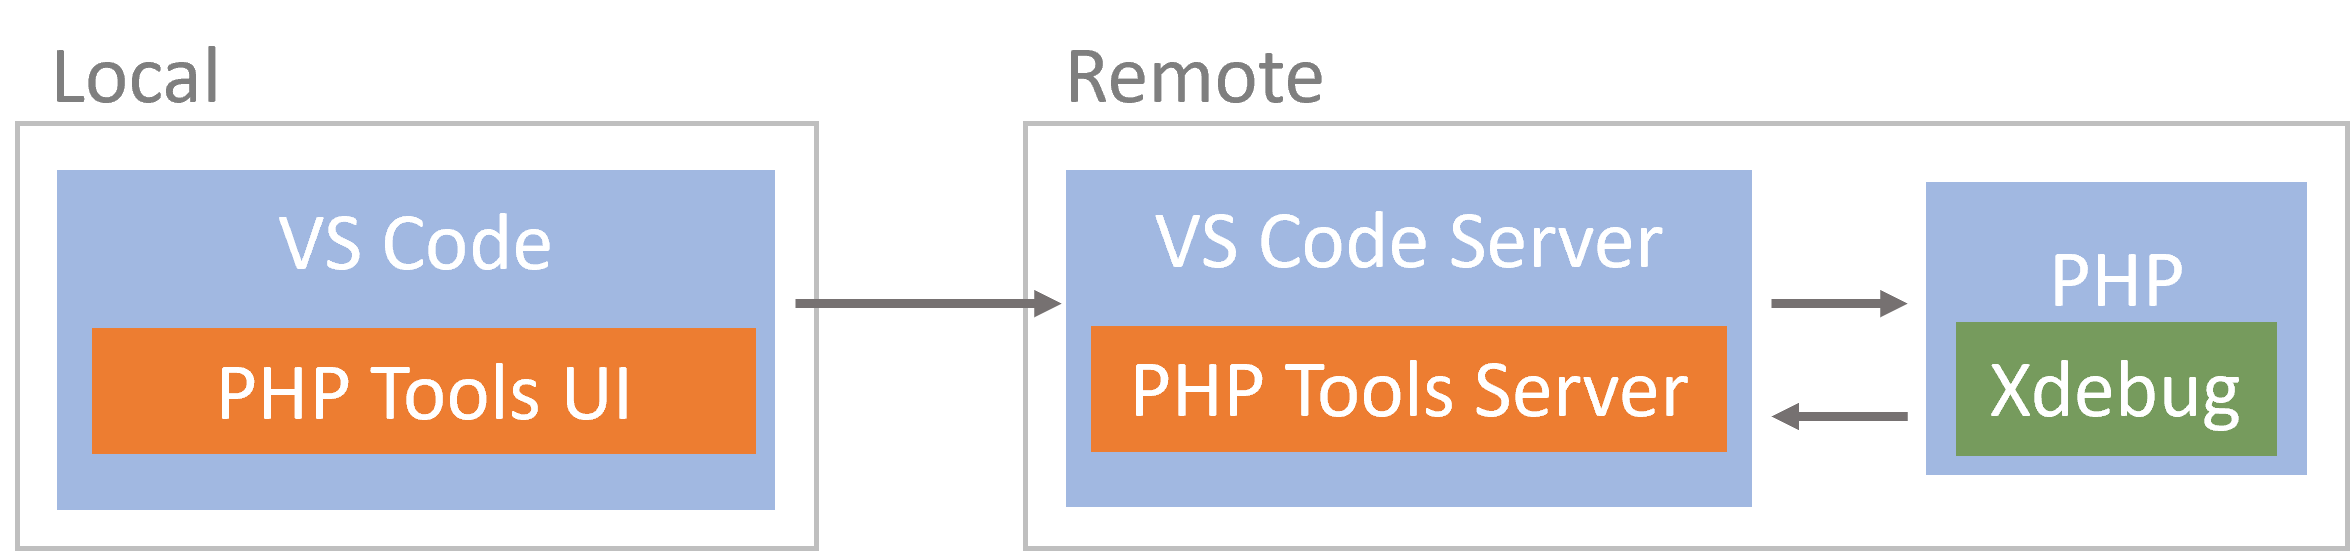 Local
Remote
VS Code
PHP Tools UI
VS Code Server
PHP Tools Server
PHP
Xdebug